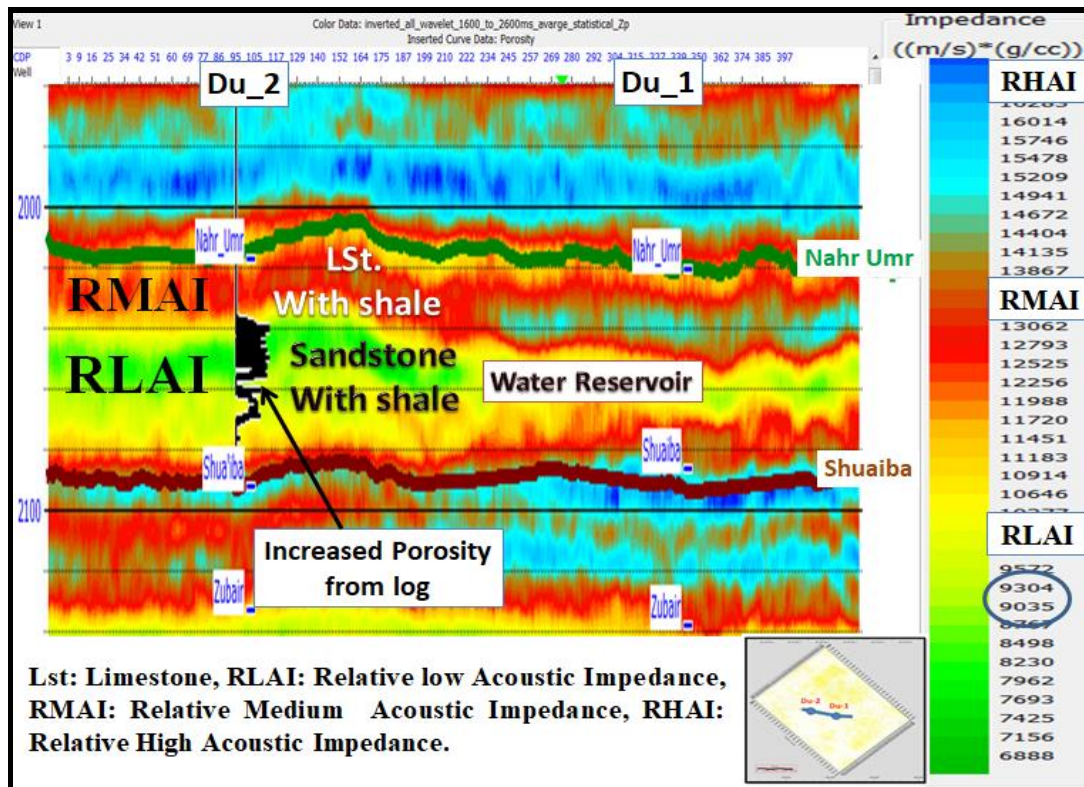 View 1
Color Data: inverted_all_wavelet_1600_to_2600ms_avarge_statistical_Zp
Inserted Curve Data: Porosity
Impedance
((m/s)*(g/cc))
CDP 3 9 16 25 34 42 51 60 69 77 86 95 105 117 129 140 152 164 187 199 210 222 234 245 257 269 280 292 304 315 327 339 350 362 374 385 397
Well
Du_2
Du_1
RHAI
16014
15746
15478
15209
14941
14672
14404
14135
13867
RMAI
13062
12793
12525
12256
11988
11720
11451
11183
10914
10646
RLAI
9572
9304
9035
8767
8498
8230
7962
7693
7425
7156
6888
2000
Nahr_Umr
Nahr_Umr
Nahr Umr
LSt.
With shale
RMAI
RLAI
Sandstone
With shale
Water Reservoir
Shua'iba
Shuaiba
Shuaiba
2100
Increased Porosity
from log
Zubair
Zubair
Lst: Limestone, RLAI: Relative low Acoustic Impedance,
RMAI: Relative Medium Acoustic Impedance, RHAI:
Relative High Acoustic Impedance.
Du-2
Du-1